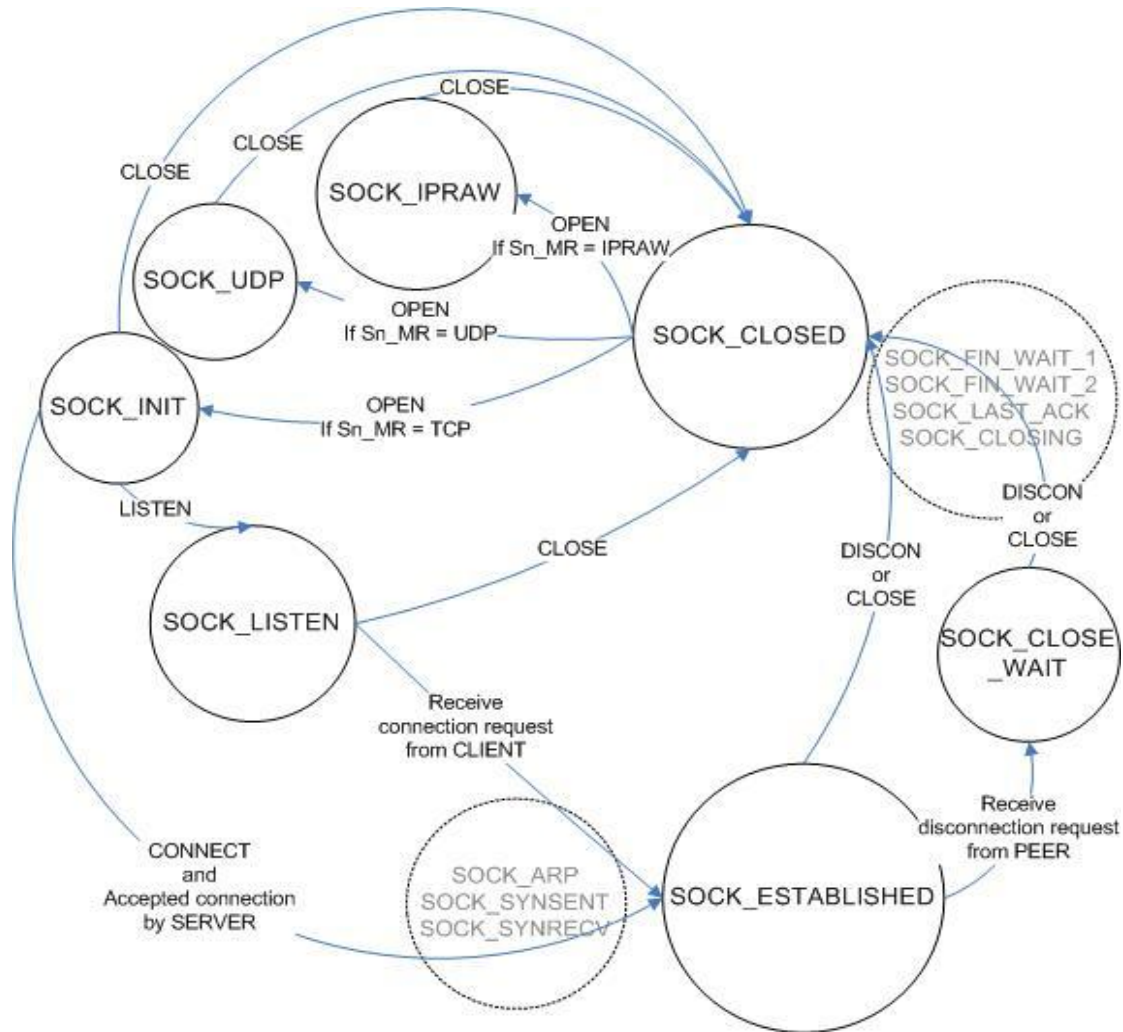 CLOSE
CLOSE
CLOSE
SOCK_IPRAW
OPEN
If Sn_MR = IPRAW
SOCK_UDP
OPEN
If Sn_MR = UDP
SOCK_CLOSED
SOCK_FIN_WAIT_1
SOCK_FIN_WAIT_2
SOCK_LAST_ACK
SOCK_CLOSING
SOCK_INIT
OPEN
If Sn_MR = TCP
LISTEN
DISCON
or
CLOSE
CLOSE
DISCON
or
CLOSE
SOCK_LISTEN
SOCK_CLOSE
_WAIT
Receive
connection request
from CLIENT
Receive
disconnection request
from PEER
CONNECT
and
Accepted connection
by SERVER
SOCK_ARP
SOCK_SYNSENT
SOCK_SYNRECV
SOCK_ESTABLISHED